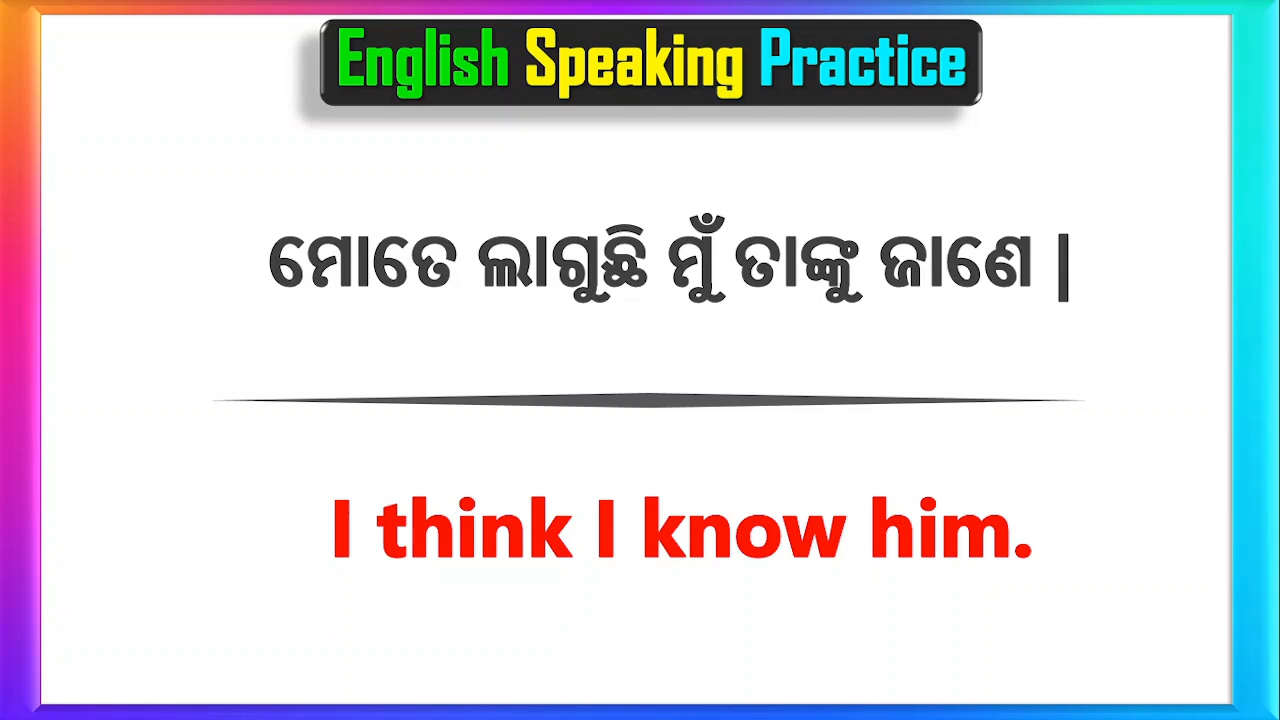 English Speaking Practice
ମୋତେ ଲାଗୁଛି ମୁଁ ତାଙ୍କୁ ଜାଣେ |
I think I know him.